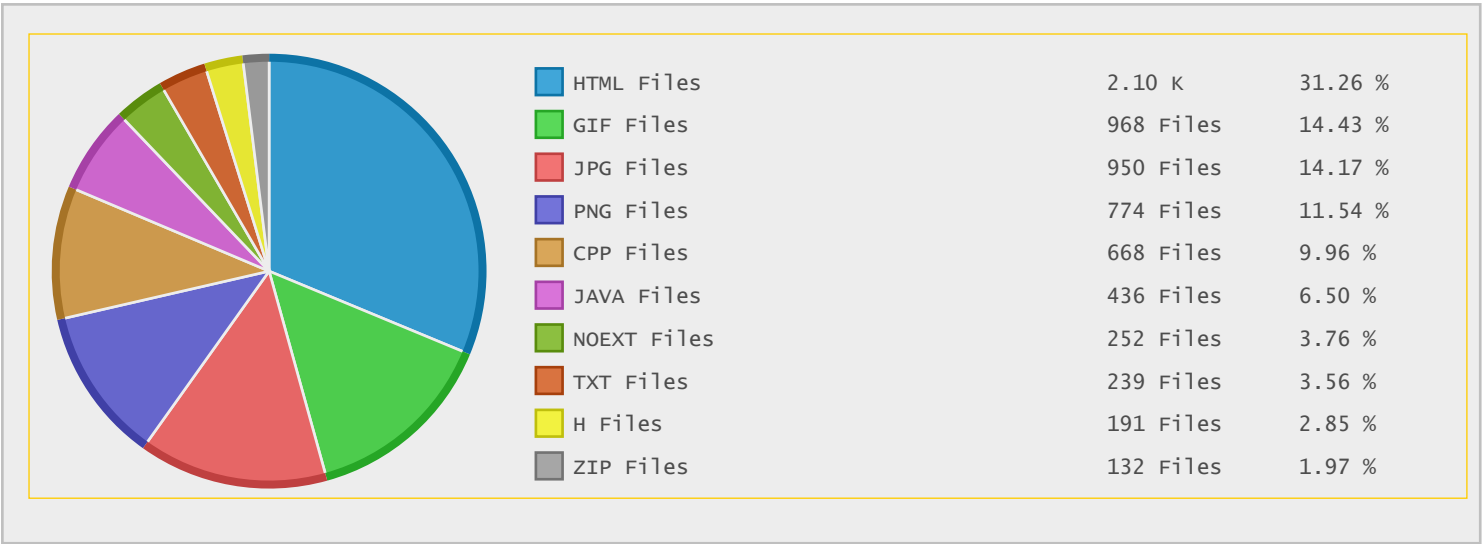 HTML Files 2.10 K 31.26 %
GIF Files 968 Files 14.43 %
JPG Files 950 Files 14.17 %
PNG Files 774 Files 11.54 %
CPP Files 668 Files 9.96 %
JAVA Files 436 Files 6.50 %
NOEXT Files 252 Files 3.76 %
TXT Files 239 Files 3.56 %
H Files 191 Files 2.85 %
ZIP Files 132 Files 1.97 %